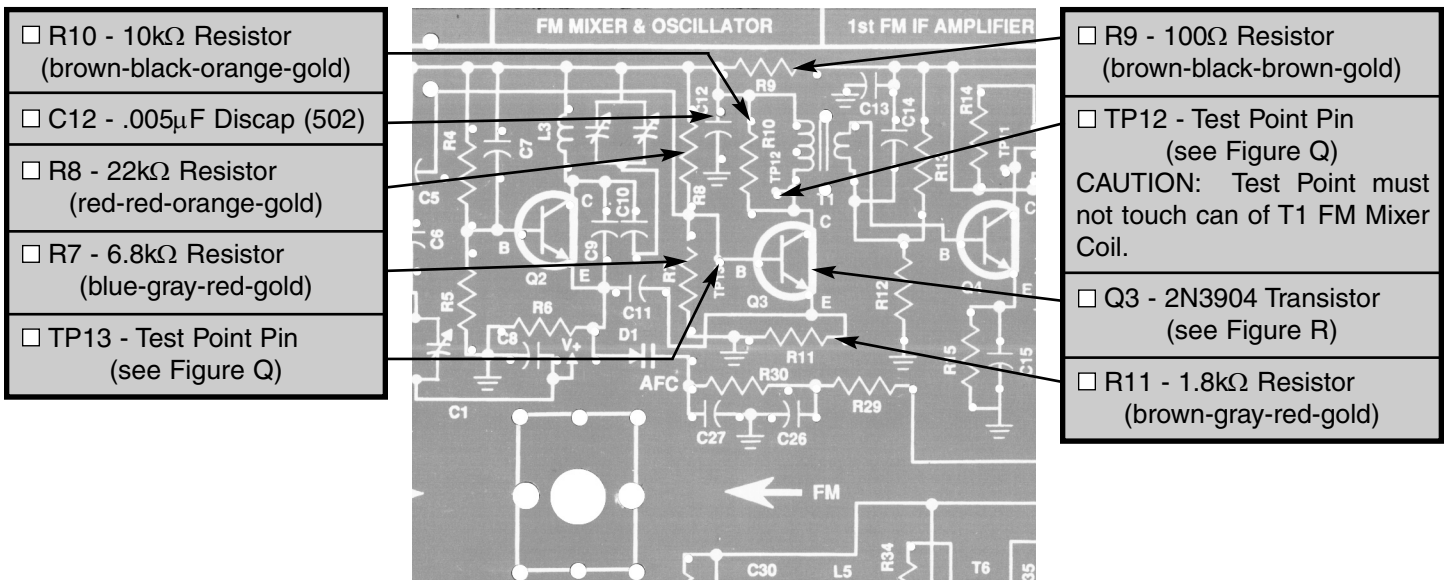 ☐ R10 - 10kΩ Resistor
(brown-black-orange-gold)
☐ C12 - .005μF Discap (502)
☐ R8 - 22kΩ Resistor
(red-red-orange-gold)
☐ R7 - 6.8kΩ Resistor
(blue-gray-red-gold)
☐ TP13 - Test Point Pin
(see Figure Q)
FM MIXER & OSCILLATOR
1st FM IF AMPLIFIER
R9
C12
R10
C13
C14
R14
TP1
R4
C7
L3
TP12
R13
C5
C10
R8
T1
C
C
C
C6
B
Q2
E
C9
TP13
B
Q3
E
R12
B
Q4
E
R5
R6
C11
C8
V+
D1
R11
R15
C15
AFC
R30
R29
C1
C27
C26
FM
C30
L5
R34
T6
35
☐ R9 - 100Ω Resistor
(brown-black-brown-gold)
☐ TP12 - Test Point Pin
(see Figure Q)
CAUTION: Test Point must
not touch can of T1 FM Mixer
Coil.
☐ Q3 - 2N3904 Transistor
(see Figure R)
☐ R11 - 1.8kΩ Resistor
(brown-gray-red-gold)